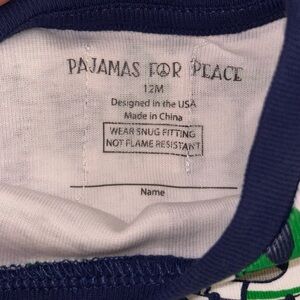 PAJAMAS FOR PEACE
12M
Designed in the USA
Made in China
WEAR SNUG FITTING
NOT FLAME RESISTANT
Name